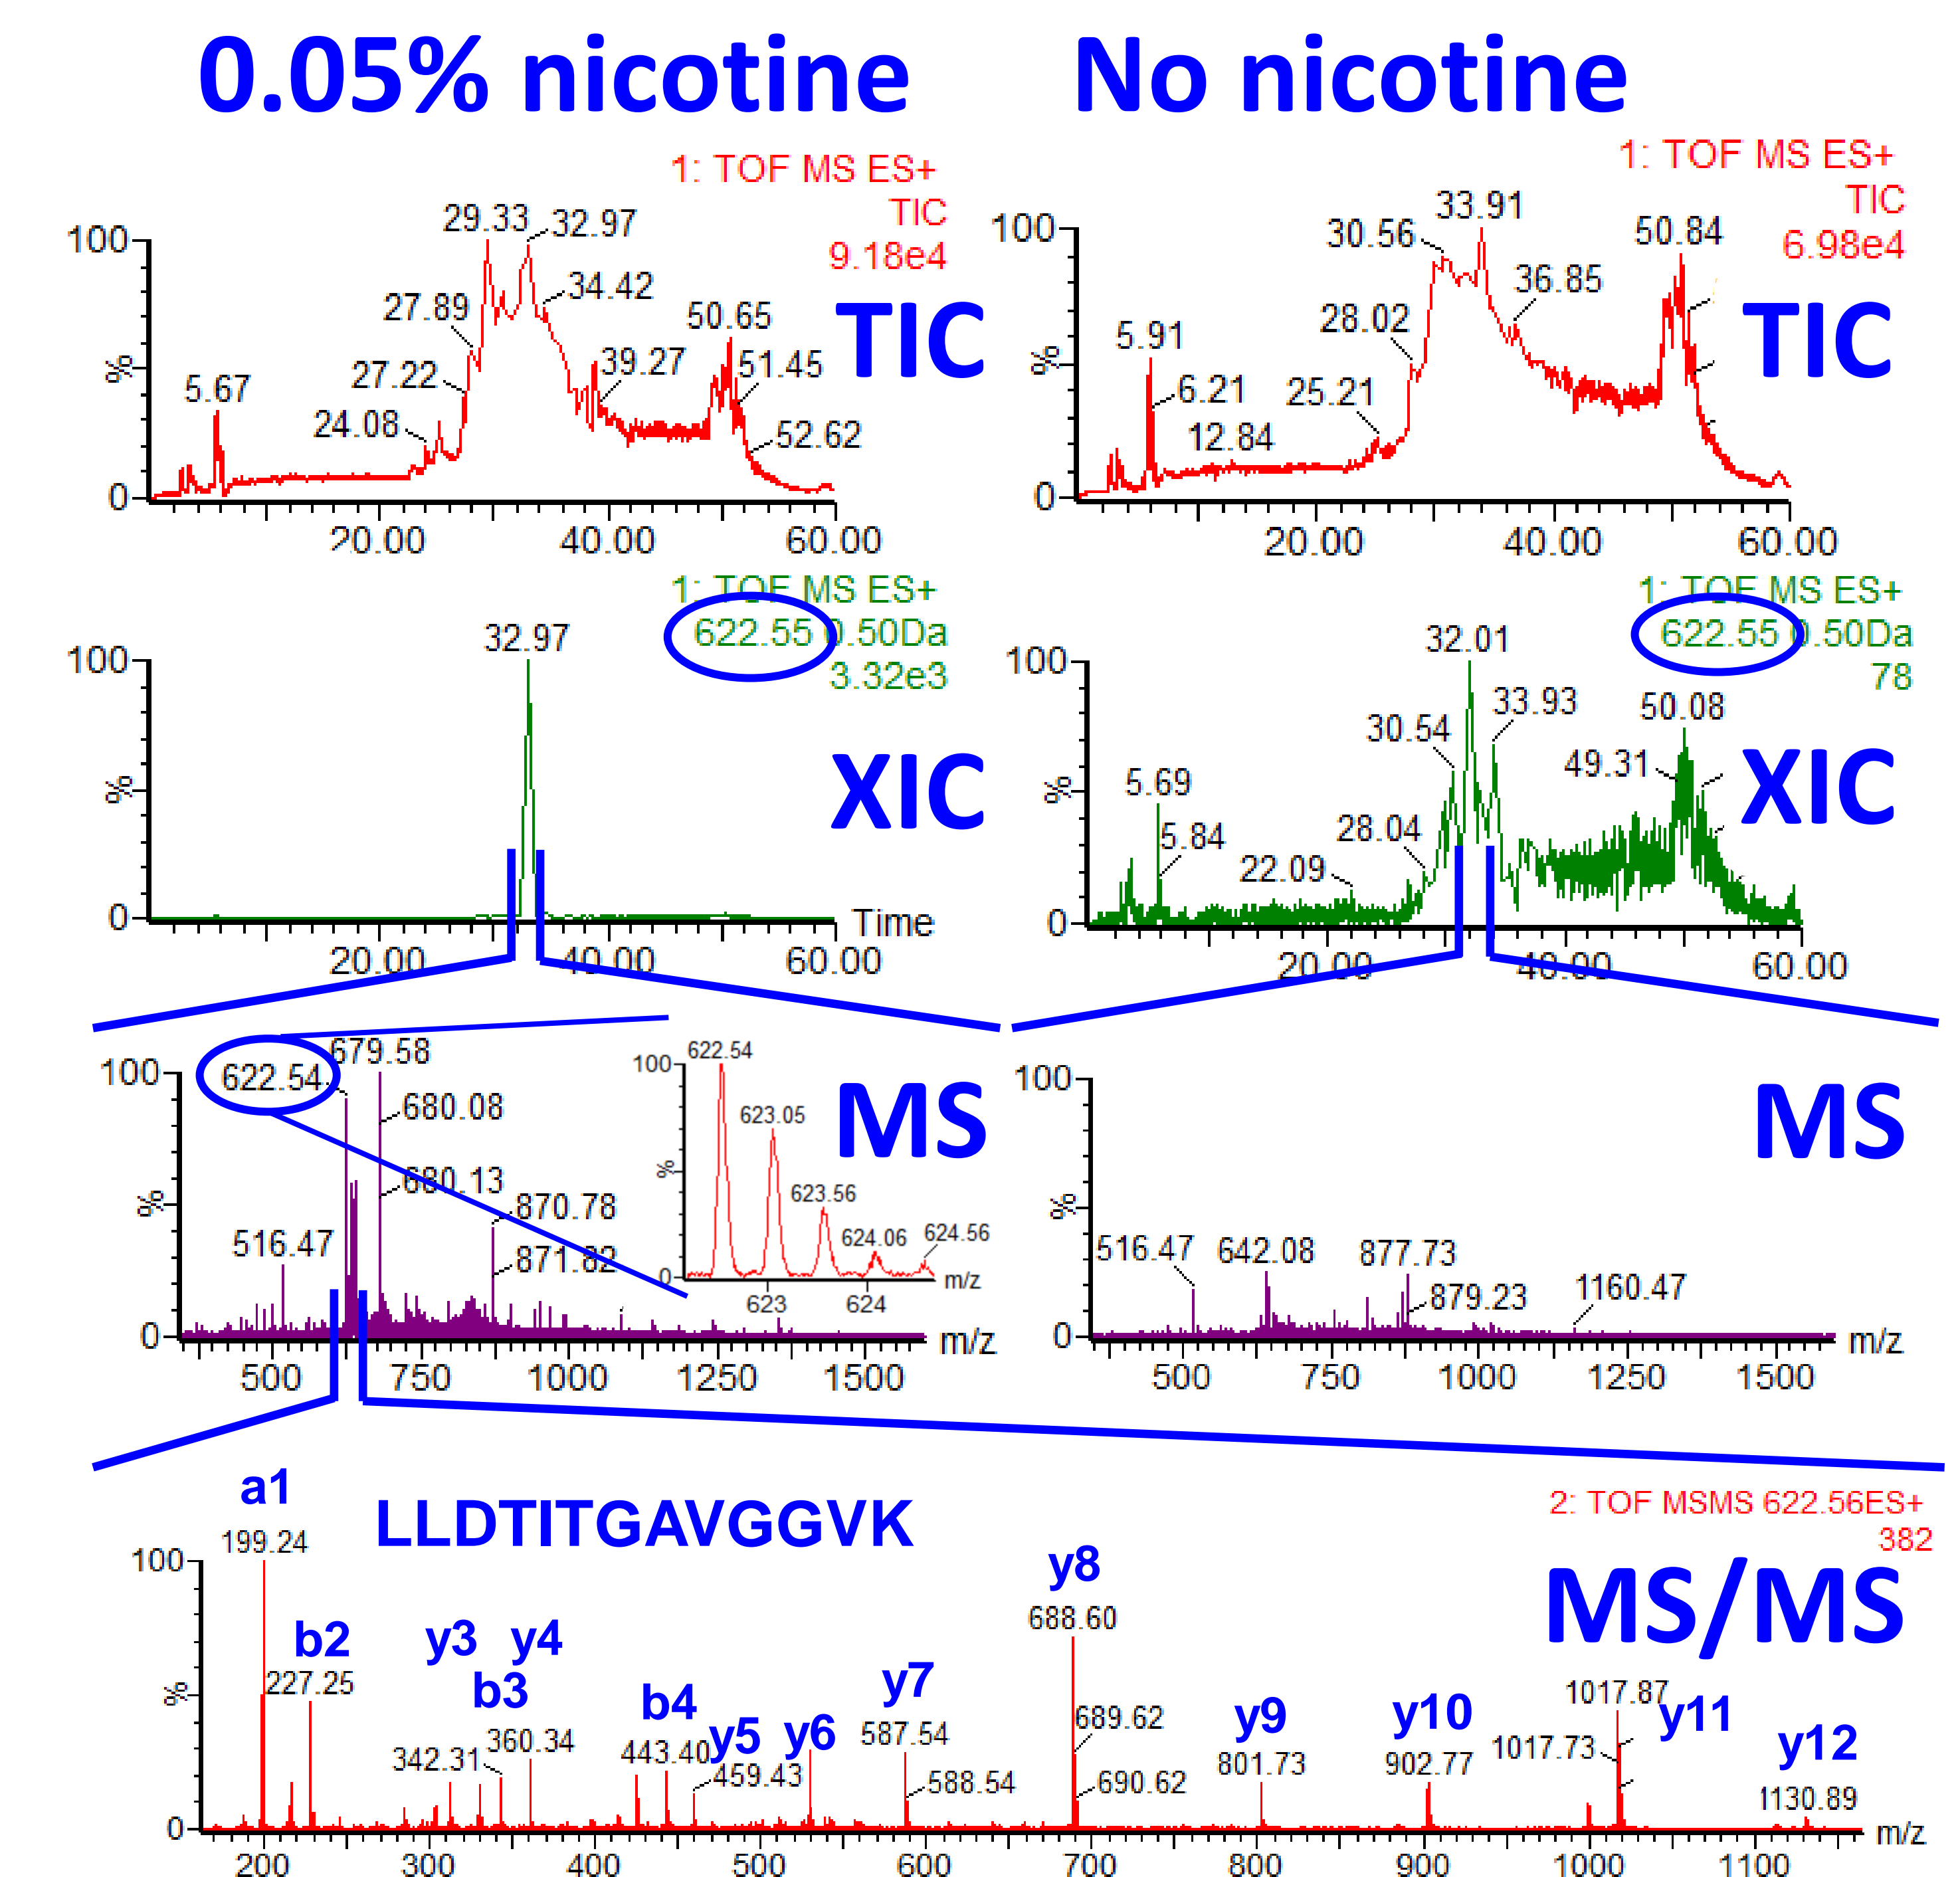 0.05% nicotine
No nicotine
1: TOF MS ES+
TIC
9.18e4
TIC
100
%
0
5.67
24.08
27.22
27.89
29.33
32.97
34.42
39.27
50.65
51.45
52.62
20.00 40.00 60.00
1: TOF MS ES+
TIC
6.98e4
TIC
100
%
0
5.91
6.21
12.84
25.21
28.02
30.56
33.91
36.85
50.84
20.00 40.00 60.00
1: TOF MS ES+
622.55 0.50Da
3.32e3
XIC
100
%
0
32.97
Time
20.00 40.00 60.00
1: TOF MS ES+
622.55 0.50Da
78
XIC
100
%
0
5.69
5.84
22.09
28.04
30.54
32.01
33.93
49.31
50.08
20.00 40.00 60.00
MS
100
%
0
516.47
622.54
679.58
680.08
680.13
870.78
871.82
m/z
500 750 1000 1250 1500
100
%
0
622.54
623.05
623.56
624.06
624.56
m/z
623 624
MS
100
%
0
516.47
642.08
877.73
879.23
1160.47
m/z
500 750 1000 1250 1500
LLDTITGAVGGVK
2: TOF MSMS 622.56ES+
382
MS/MS
100
%
0
a1
199.24
b2
227.25
y3
b3
342.31
y4
360.34
b4
443.40
y5
459.43
y6
y7
587.54
588.54
y8
688.60
689.62
690.62
y9
801.73
y10
902.77
1017.87
y11
1017.73
y12
1130.89
m/z
200 300 400 500 600 700 800 900 1000 1100